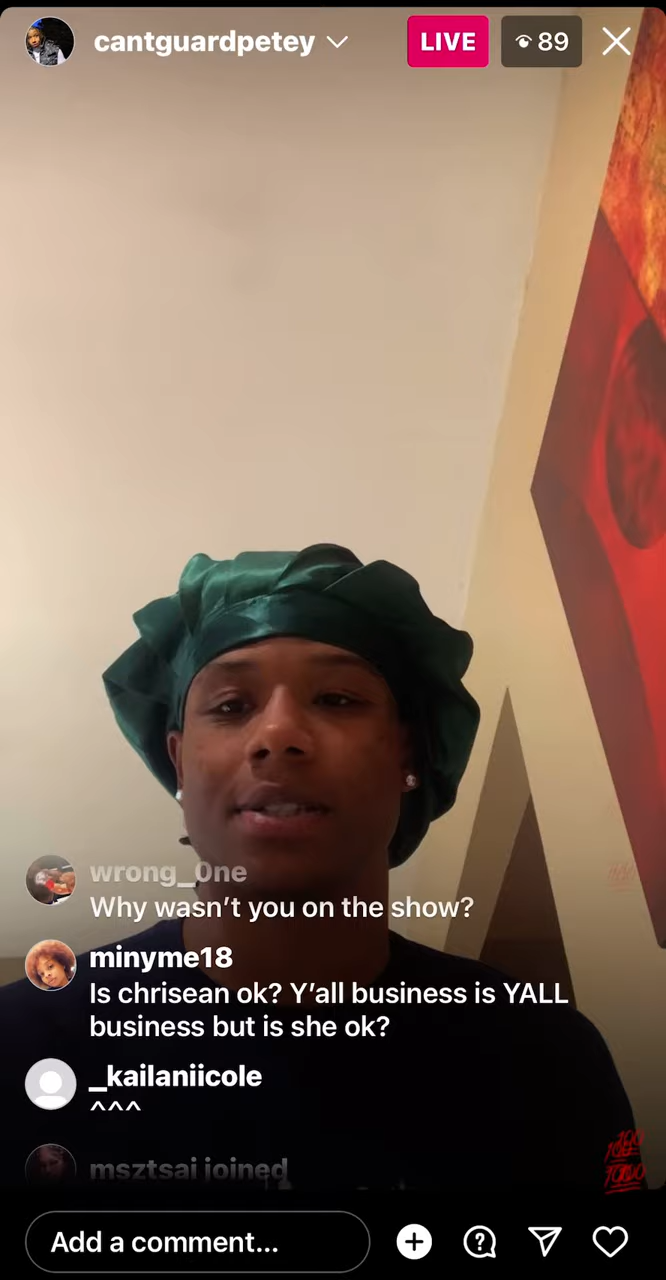 cantguardpetey
LIVE
89
wrong_0ne
Why wasn't you on the show?
minyme18
Is chrisean ok? Y'all business is YALL
business but is she ok?
_kailaniicole
^^^
msztsai joined
Add a comment...